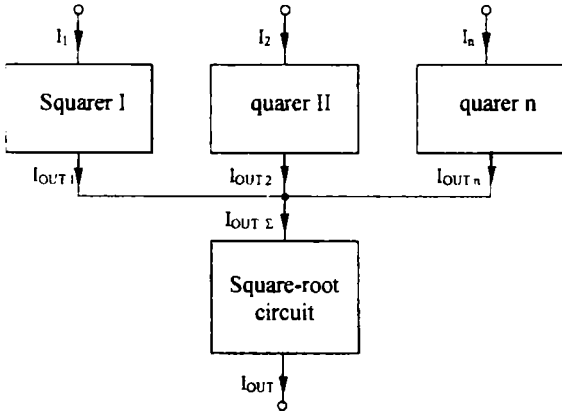 I1 I2 In
Squarer I quarer II quarer n
IOUT 1 IOUT 2 IOUT n
IOUT Σ
Square-root
circuit
IOUT